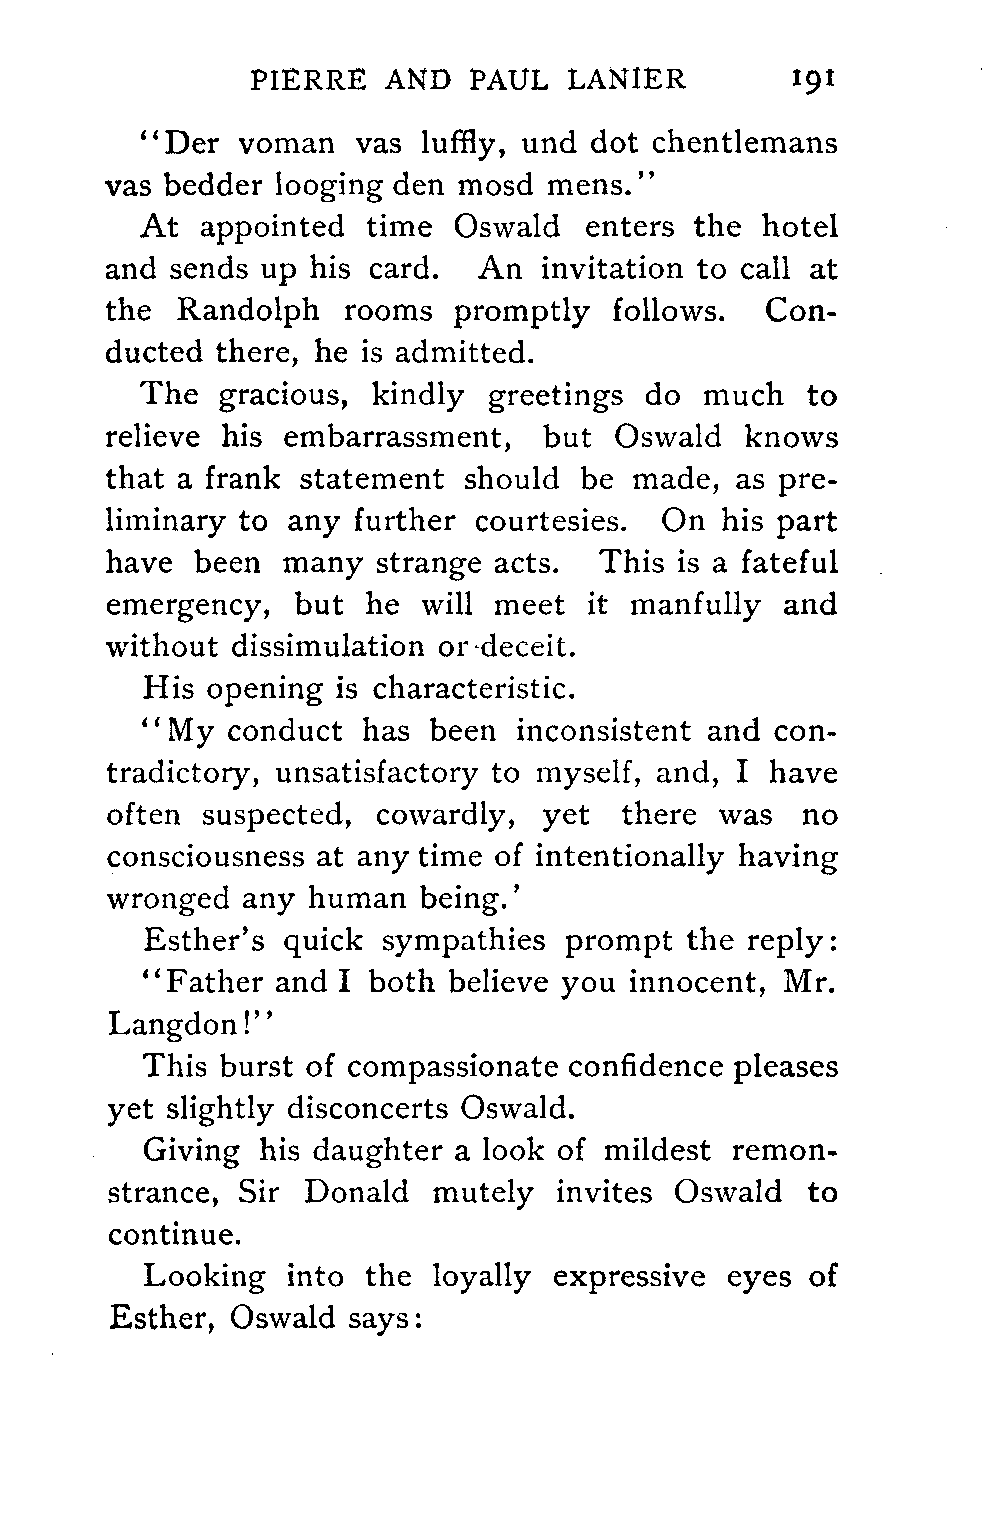 PIERRE AND PAUL LANIER 191
"Der voman vas luffly, und dot chentlemans
vas bedder looging den mosd mens."
At appointed time Oswald enters the hotel
and sends up his card. An invitation to call at
the Randolph rooms promptly follows. Con-
ducted there, he is admitted.
The gracious, kindly greetings do much to
relieve his embarrassment, but Oswald knows
that a frank statement should be made, as pre-
liminary to any further courtesies. On his part
have been many strange acts. This is a fateful
emergency, but he will meet it manfully and
without dissimulation or deceit.
His opening is characteristic.
"My conduct has been inconsistent and con-
tradictory, unsatisfactory to myself, and, I have
often suspected, cowardly, yet there was no
consciousness at any time of intentionally having
wronged any human being.'
Esther's quick sympathies prompt the reply:
"Father and I both believe you innocent, Mr.
Langdon!"
This burst of compassionate confidence pleases
yet slightly disconcerts Oswald.
Giving his daughter a look of mildest remon-
strance, Sir Donald mutely invites Oswald to
continue.
Looking into the loyally expressive eyes of
Esther, Oswald says: